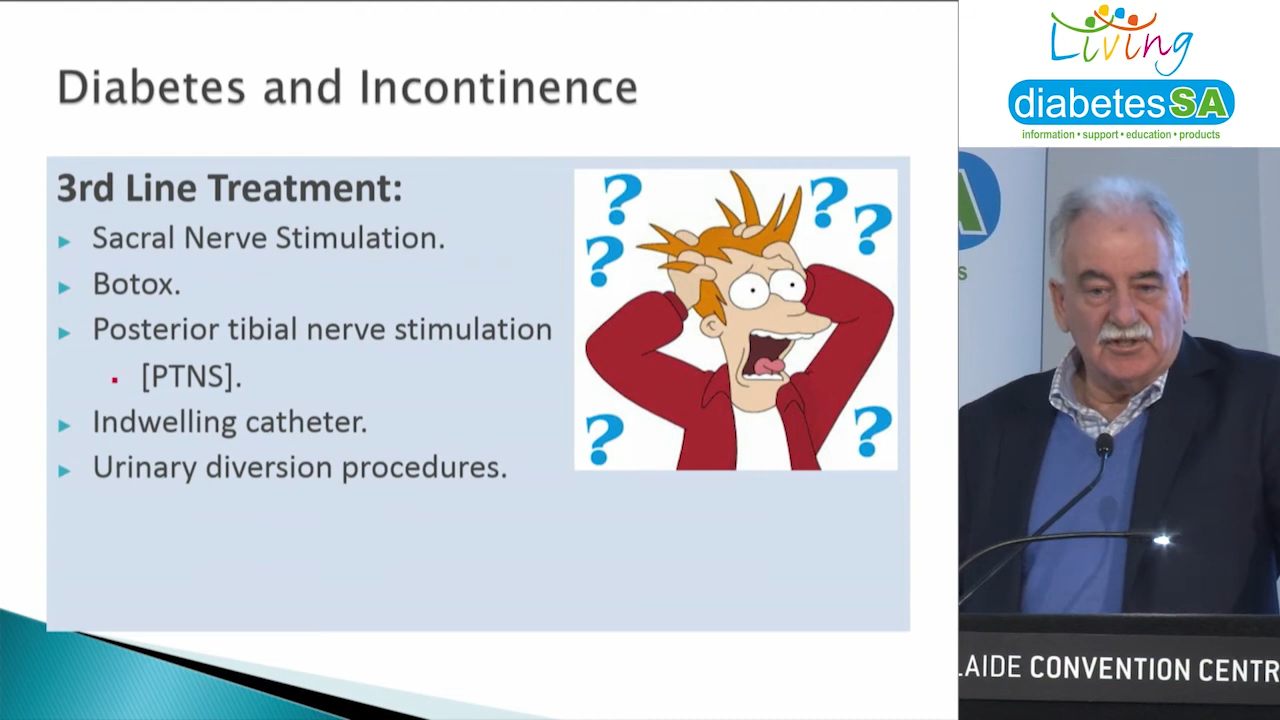 Diabetes and Incontinence
3rd Line Treatment:
Sacral Nerve Stimulation.
Botox.
Posterior tibial nerve stimulation
[PTNS].
Indwelling catheter.
Urinary diversion procedures.
? ? ? ? ? ?
Living
diabetesSA
information • support • education • products
A
S
LAIDE CONVENTION CENTR